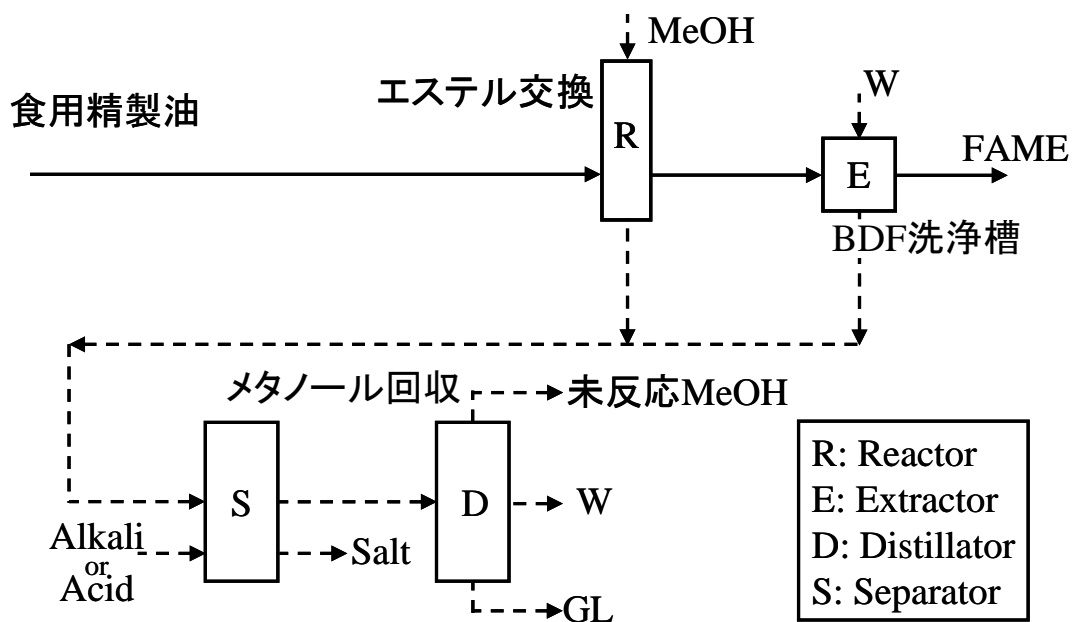 MeOH
エステル交換
食用精製油
R
W
E
FAME
BDF洗浄槽
メタノール回収
未反応MeOH
S
D
W
Alkali
or
Acid
Salt
GL
R: Reactor
E: Extractor
D: Distillator
S: Separator